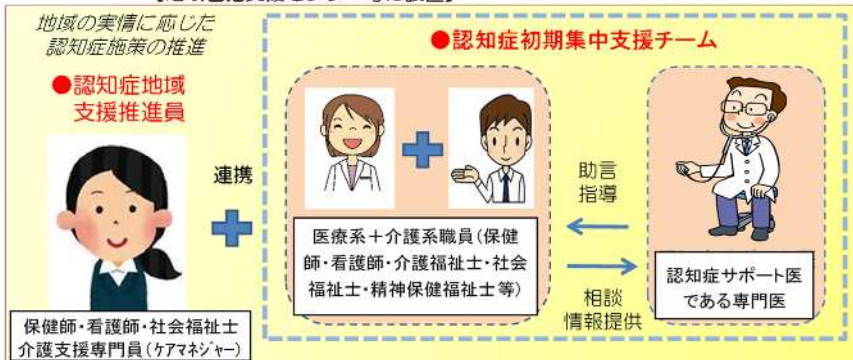 地域の実情に応じた
認知症施策の推進
●認知症地域
支援推進員
連携
保健師・看護師・社会福祉士
介護支援専門員(ケアマネジャー)
●認知症初期集中支援チーム
医療系+介護系職員(保健
師・看護師・介護福祉士・社会
福祉士・精神保健福祉士等)
助言
指導
相談
情報提供
認知症サポート医
である専門医